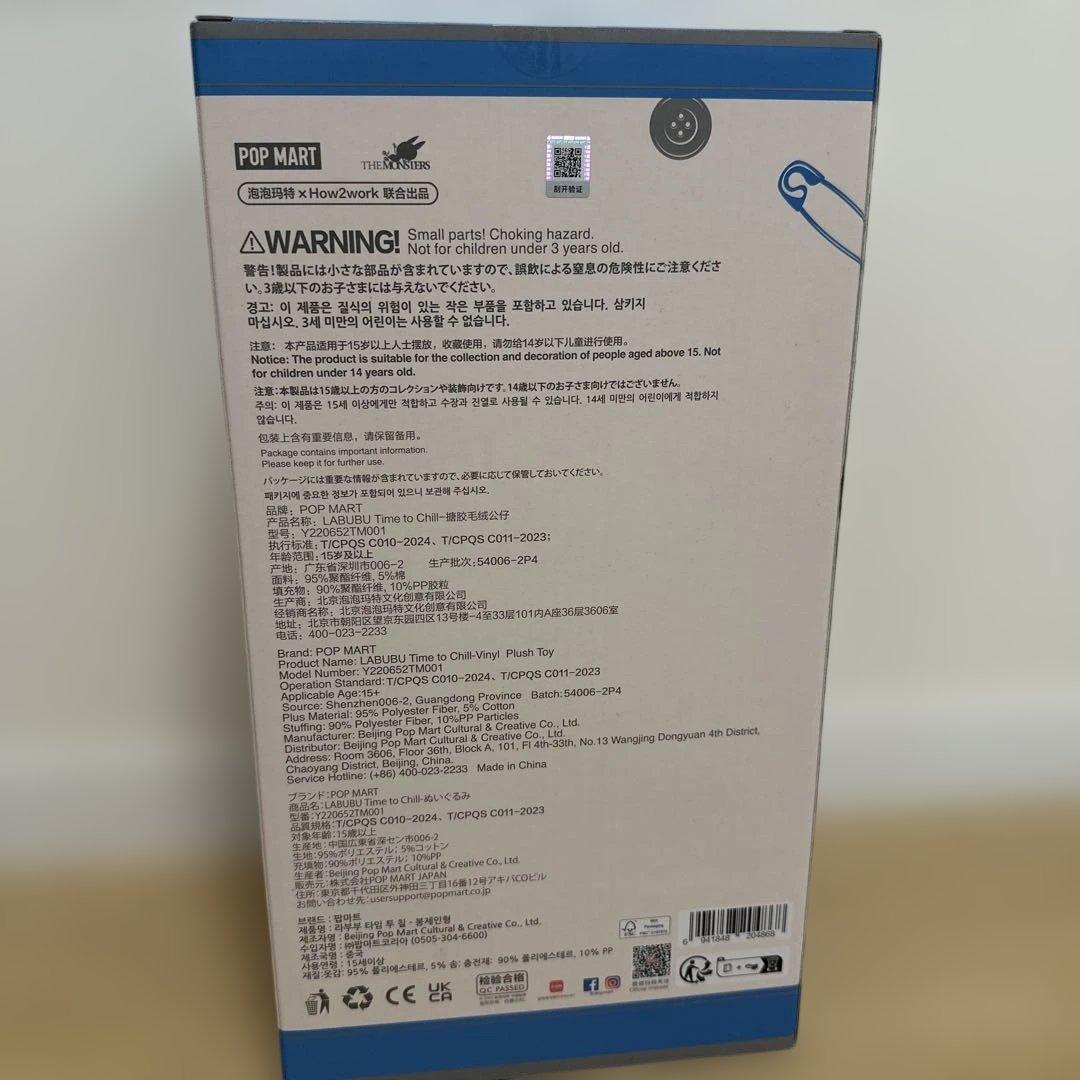 POP MART
THE MONSTERS
泡泡玛特×How2work 联合出品
刮开验证
WARNING! Small parts! Choking hazard.
Not for children under 3 years old.
警告!製品には小さな部品が含まれていますので、誤飲による窒息の危険性にご注意くださ
い。3歳以下のお子さまには与えないでください。
경고: 이 제품은 질식의 위험이 있는 작은 부품을 포함하고 있습니다. 삼키지
마십시오. 3세 미만의 어린이는 사용할 수 없습니다.
注意: 本产品适用于15岁以上人士摆放，收藏使用，请勿给14岁以下儿童进行使用。
Notice: The product is suitable for the collection and decoration of people aged above 15. Not
for children under 14 years old.
注意:本製品は15歳以上の方のコレクションや装飾向けです。14歳以下のお子さま向けではございません。
주의: 이 제품은 15세 이상에게만 적합하고 수장과 진열로 사용될 수 있습니다. 14세 미만의 어린이에게 적합하지
않습니다.
包装上含有重要信息，请保留备用。
Package contains important information.
Please keep it for further use.
パッケージには重要な情報が含まれていますので、必要に応じて保管しておいてください。
패키지에 중요한 정보가 포함되어 있으니 보관해 주십시오.
品牌: POP MART
产品名称: LABUBU Time to Chill-搪胶毛绒公仔
型号: Y220652TM001
执行标准: T/CPQS C010-2024、T/CPQS C011-2023;
年龄范围: 15岁及以上
产地: 广东省深圳市006-2 生产批次: 54006-2P4
面料: 95%聚酯纤维, 5%棉
填充物: 90%聚酯纤维, 10%PP胶粒
生产商: 北京泡泡玛特文化创意有限公司
经销商名称: 北京泡泡玛特文化创意有限公司
地址: 北京市朝阳区望京东园四区13号楼-4至33层101内A座36层3606室
电话: 400-023-2233
Brand: POP MART
Product Name: LABUBU Time to Chill-Vinyl Plush Toy
Model Number: Y220652TM001
Operation Standard: T/CPQS C010-2024、T/CPQS C011-2023
Applicable Age:15+
Source: Shenzhen006-2, Guangdong Province Batch: 54006-2P4
Plus Material: 95% Polyester Fiber, 5% Cotton
Stuffing: 90% Polyester Fiber, 10%PP Particles
Manufacturer: Beijing Pop Mart Cultural & Creative Co., Ltd.
Distributor: Beijing Pop Mart Cultural & Creative Co., Ltd.
Address: Room 3606, Floor 36th, Block A, 101, Fl 4th-33th, No.13 Wangjing Dongyuan 4th District,
Chaoyang District, Beijing, China.
Service Hotline: (+86) 400-023-2233 Made in China
ブランド:POP MART
商品名:LABUBU Time to Chill-ぬいぐるみ
型番:Y220652TM001
品質規格:T/CPQS C010-2024、T/CPQS C011-2023
対象年齢:15歳以上
生産地:中国広東省深セン市006-2
生地:95%ポリエステル; 5%コットン
充填物:90%ポリエステル; 10%PP
生産者:Beijing Pop Mart Cultural & Creative Co., Ltd.
販売元:株式会社POP MART JAPAN
住所:東京都千代田区外神田三丁目16番12号アキバCOビル
お問い合わせ先:usersupport@popmart.co.jp
브랜드 : 팝마트
제품명 : 라부부 타임 투 칠 - 봉제인형
제조자명 : Beijing Pop Mart Cultural & Creative Co., Ltd.
수입자명 : ㈜팝마트코리아 (0505-304-6600)
제조국명 : 중국
사용연령 : 15세이상
재질:겉감: 95% 폴리에스테르, 5% 솜; 충전재: 90% 폴리에스테르, 10% PP
FSC
MIX
Packaging
6 941848 204868
CE
UK
CA
检验合格
QC PASSED